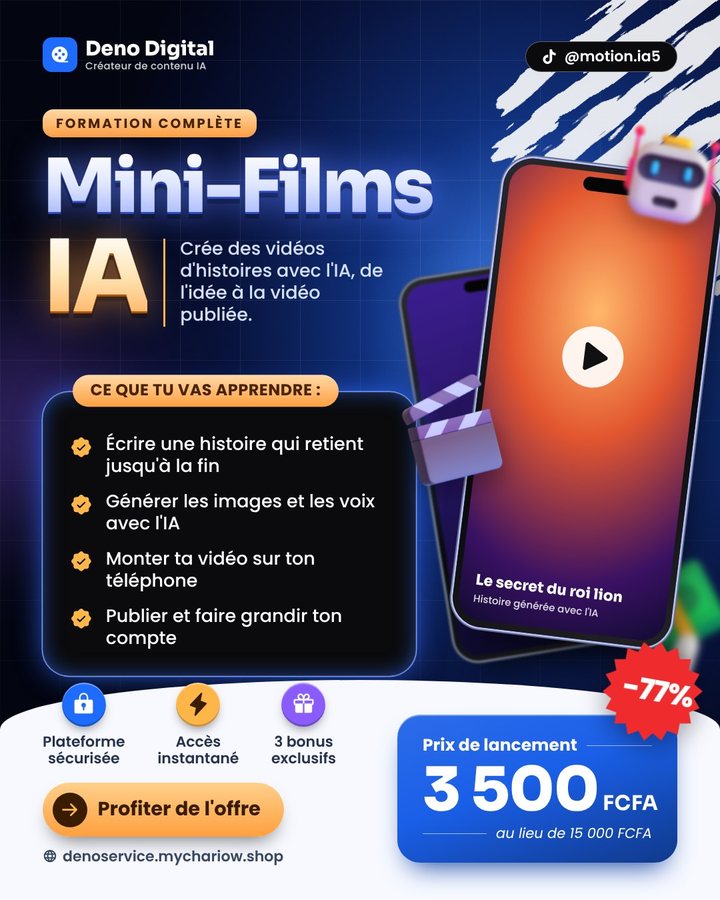 Deno Digital
Créateur de contenu IA
@motion.ia5
FORMATION COMPLÈTE
Mini-Films
IA
Crée des vidéos
d'histoires avec l'IA, de
l'idée à la vidéo
publiée.
CE QUE TU VAS APPRENDRE :
Écrire une histoire qui retient
jusqu'à la fin
Générer les images et les voix
avec l'IA
Monter ta vidéo sur ton
téléphone
Publier et faire grandir ton
compte
Le secret du roi lion
Histoire générée avec l'IA
-77%
Plateforme
sécurisée
Accès
instantané
3 bonus
exclusifs
Profiter de l'offre
denoservice.mychariow.shop
Prix de lancement
3 500 FCFA
au lieu de 15 000 FCFA